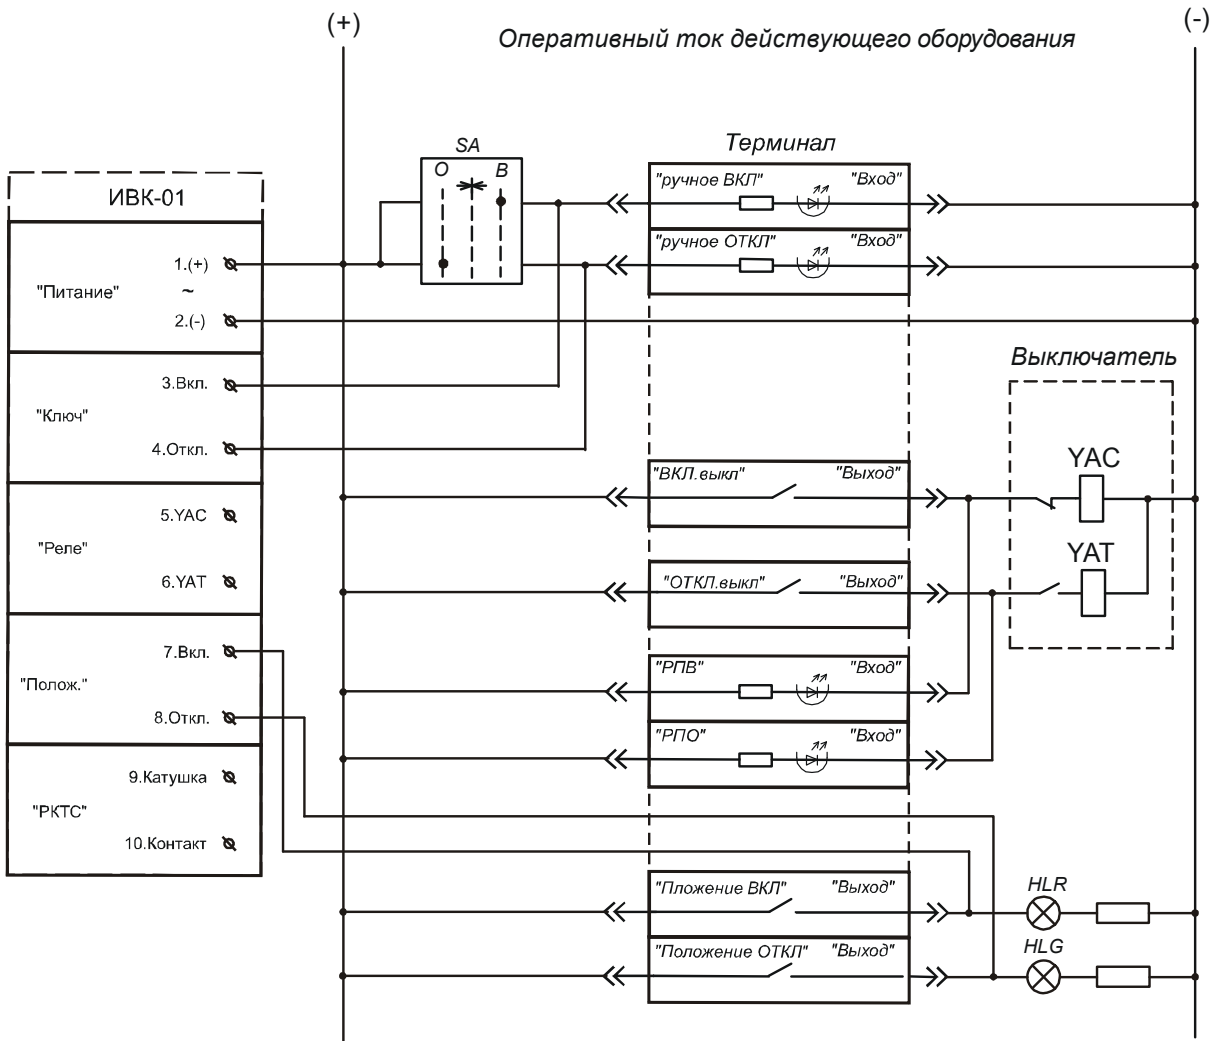 (+)
(-)
Оперативный ток действующего оборудования
SA
О В
Терминал
ИВК-01
"ручное ВКЛ" "Вход"
"ручное ОТКЛ" "Вход"
"Питание"
1.(+)
~
2.(-)
"Ключ"
3.Вкл.
4.Откл.
Выключатель
"Реле"
5.YAC
6.YAT
"ВКЛ.выкл" "Выход"
YAC
"ОТКЛ.выкл" "Выход"
YAT
"Полож."
7.Вкл.
8.Откл.
"РПВ" "Вход"
"РПО" "Вход"
"РКТС"
9.Катушка
10.Контакт
"Пложение ВКЛ" "Выход"
HLR
"Положение ОТКЛ" "Выход"
HLG